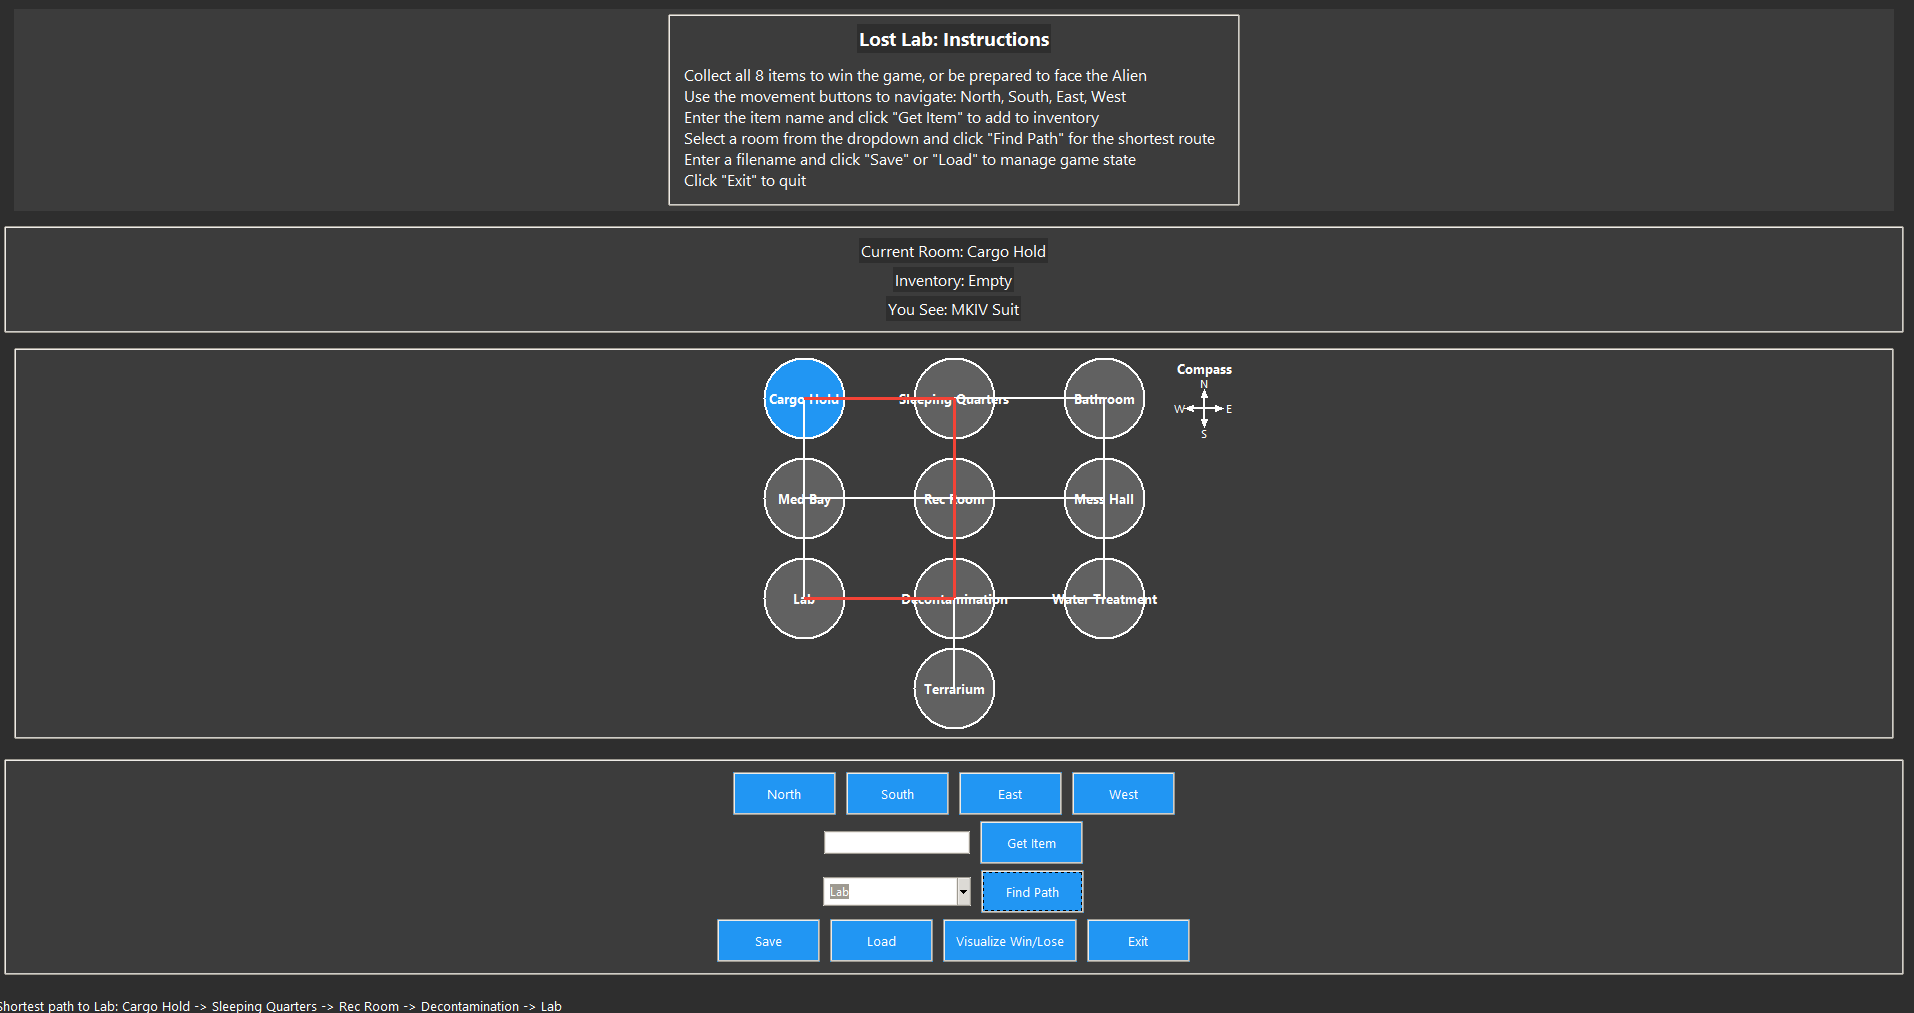 Lost Lab: Instructions
Collect all 8 items to win the game, or be prepared to face the Alien
Use the movement buttons to navigate: North, South, East, West
Enter the item name and click "Get Item" to add to inventory
Select a room from the dropdown and click "Find Path" for the shortest route
Enter a filename and click "Save" or "Load" to manage game state
Click "Exit" to quit
Current Room: Cargo Hold
Inventory: Empty
You See: MKIV Suit
Compass
N
W E
S
Cargo Hold Sleeping Quarters Bathroom
Med Bay Rec Room Mess Hall
Lab Decontamination Water Treatment
Terrarium
North South East West
Get Item
Lab Find Path
Save Load Visualize Win/Lose Exit
Shortest path to Lab: Cargo Hold -> Sleeping Quarters -> Rec Room -> Decontamination -> Lab